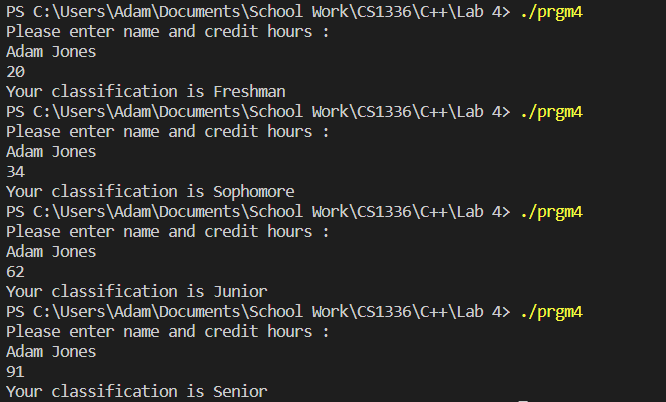 PS C:\Users\Adam\Documents\School Work\CS1336\C++\Lab 4> ./prgm4
Please enter name and credit hours :
Adam Jones
20
Your classification is Freshman
PS C:\Users\Adam\Documents\School Work\CS1336\C++\Lab 4> ./prgm4
Please enter name and credit hours :
Adam Jones
34
Your classification is Sophomore
PS C:\Users\Adam\Documents\School Work\CS1336\C++\Lab 4> ./prgm4
Please enter name and credit hours :
Adam Jones
62
Your classification is Junior
PS C:\Users\Adam\Documents\School Work\CS1336\C++\Lab 4> ./prgm4
Please enter name and credit hours :
Adam Jones
91
Your classification is Senior